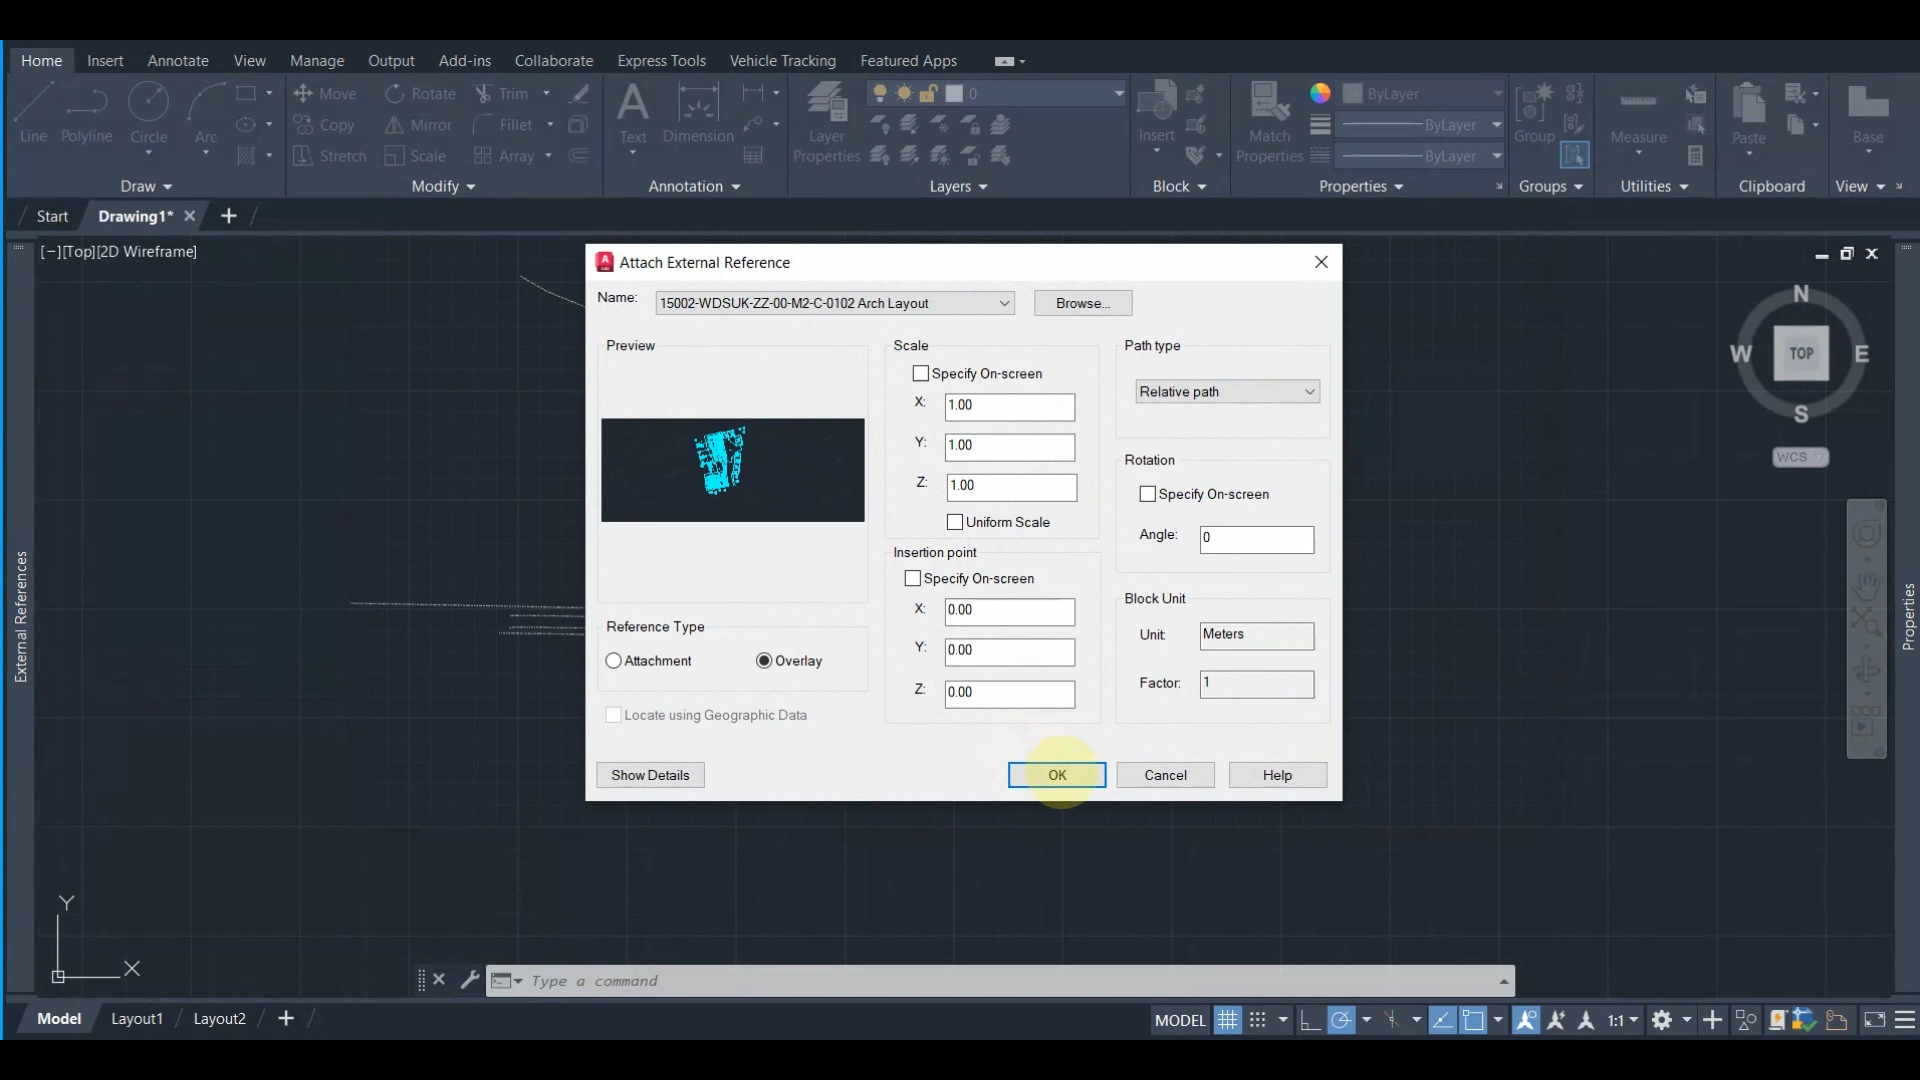 Home Insert Annotate View Manage Output Add-ins Collaborate Express Tools Vehicle Tracking Featured Apps
Line Polyline Circle Arc
Move Rotate Trim
Copy Mirror Fillet
Stretch Scale Array
Text Dimension
Layer Properties
0
Insert
Match Properties
ByLayer
ByLayer
ByLayer
Group
Measure
Paste
Base
Draw Modify Annotation Layers Block Properties Groups Utilities Clipboard View
Start Drawing1* +
[−][Top][2D Wireframe]
External References
Attach External Reference
Name: 15002-WDSUK-ZZ-00-M2-C-0102 Arch Layout Browse...
Preview
Reference Type
Attachment Overlay
Locate using Geographic Data
Show Details
Scale
Specify On-screen
X: 1.00
Y: 1.00
Z: 1.00
Uniform Scale
Insertion point
Specify On-screen
X: 0.00
Y: 0.00
Z: 0.00
Path type
Relative path
Rotation
Specify On-screen
Angle: 0
Block Unit
Unit: Meters
Factor: 1
OK Cancel Help
N
W TOP E
S
WCS
Properties
Y
X
Type a command
Model Layout1 Layout2 +
MODEL 1:1